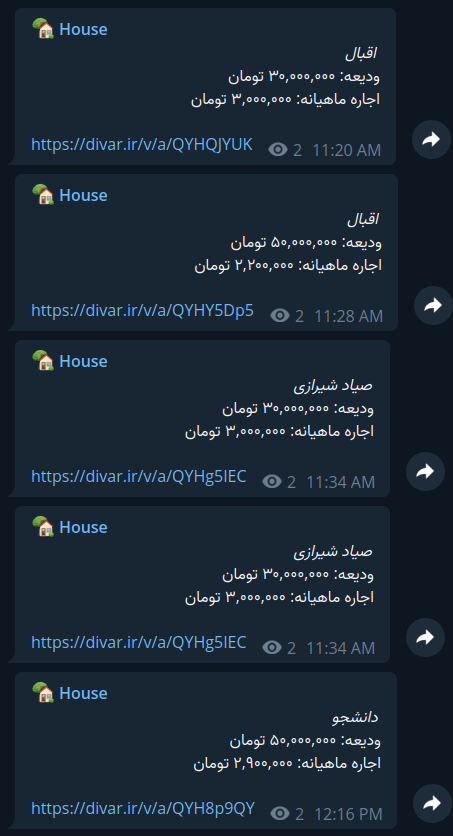 House
اقبال
ودیعه: ۳۰,۰۰۰,۰۰۰ تومان
اجاره ماهیانه: ۳,۰۰۰,۰۰۰ تومان
https://divar.ir/v/a/QYHQJYUK 2 11:20 AM
House
اقبال
ودیعه: ۵۰,۰۰۰,۰۰۰ تومان
اجاره ماهیانه: ۲,۲۰۰,۰۰۰ تومان
https://divar.ir/v/a/QYHY5Dp5 2 11:28 AM
House
صیاد شیرازی
ودیعه: ۳۰,۰۰۰,۰۰۰ تومان
اجاره ماهیانه: ۳,۰۰۰,۰۰۰ تومان
https://divar.ir/v/a/QYHg5IEC 2 11:34 AM
House
صیاد شیرازی
ودیعه: ۳۰,۰۰۰,۰۰۰ تومان
اجاره ماهیانه: ۳,۰۰۰,۰۰۰ تومان
https://divar.ir/v/a/QYHg5IEC 2 11:34 AM
House
دانشجو
ودیعه: ۵۰,۰۰۰,۰۰۰ تومان
اجاره ماهیانه: ۲,۹۰۰,۰۰۰ تومان
https://divar.ir/v/a/QYH8p9QY 2 12:16 PM